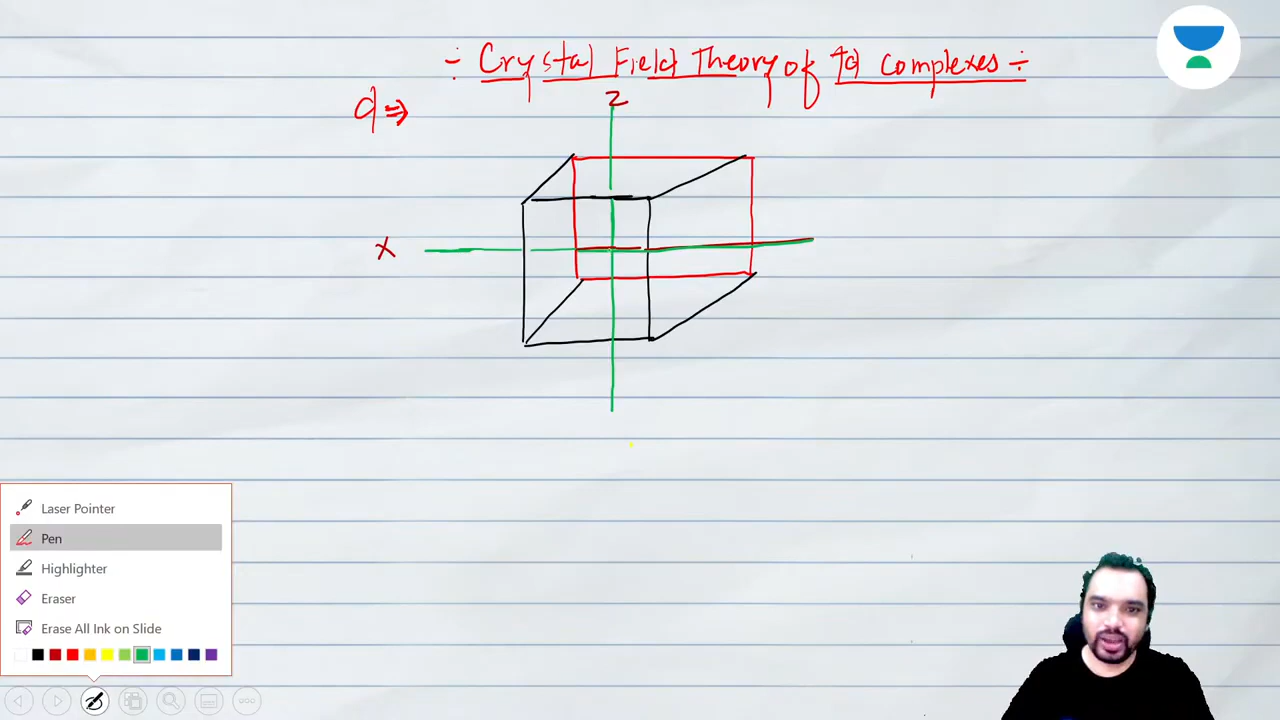 ÷ Crystal Field Theory of Td Complexes ÷
d ⇒
Z
X
Laser Pointer
Pen
Highlighter
Eraser
Erase All Ink on Slide